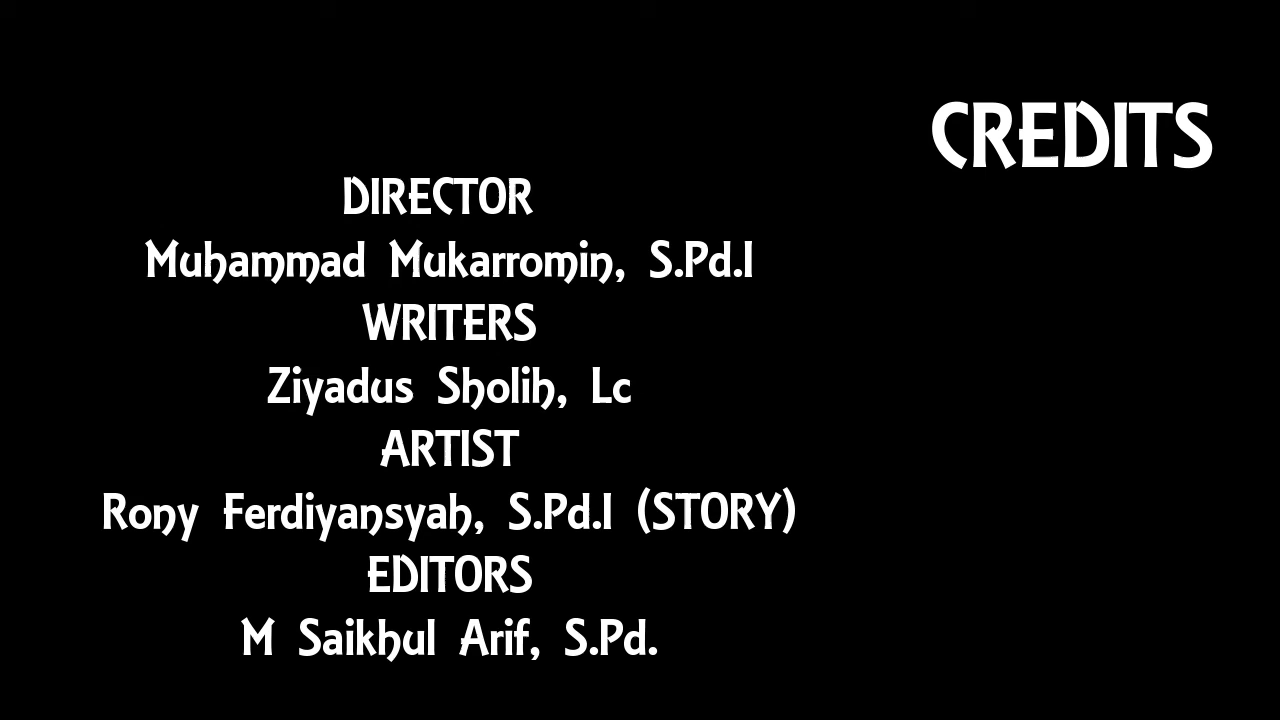 CREDITS
DIRECTOR
Muhammad Mukarromin, S.Pd.I
WRITERS
Ziyadus Sholih, Lc
ARTIST
Rony Ferdiyansyah, S.Pd.I (STORY)
EDITORS
M Saikhul Arif, S.Pd.